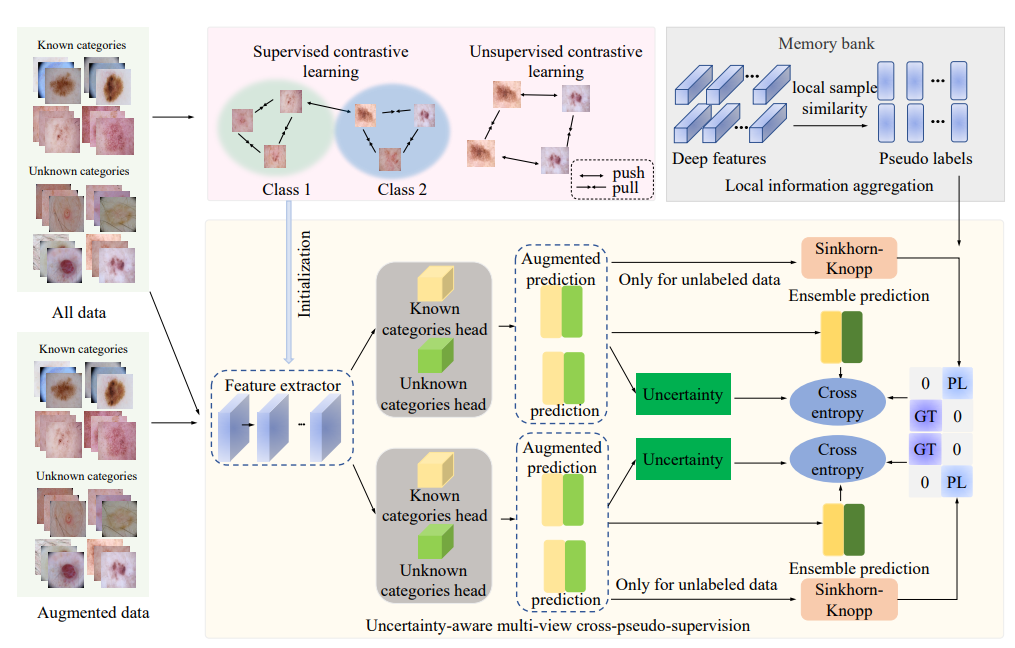 Known categories
Unknown categories
All data
Known categories
Unknown categories
Augmented data
Supervised contrastive
learning
Class 1
Class 2
Unsupervised contrastive
learning
push
pull
Memory bank
Deep features
local sample
similarity
Pseudo labels
Local information aggregation
Initialization
Feature extractor
Known
categories head
Unknown
categories head
Augmented
prediction
prediction
Only for unlabeled data
Sinkhorn-
Knopp
Ensemble prediction
Uncertainty
Cross
entropy
0 PL
GT 0
GT 0
0 PL
Known
categories head
Unknown
categories head
Augmented
prediction
prediction
Uncertainty
Cross
entropy
Ensemble prediction
Only for unlabeled data
Sinkhorn-
Knopp
Uncertainty-aware multi-view cross-pseudo-supervision